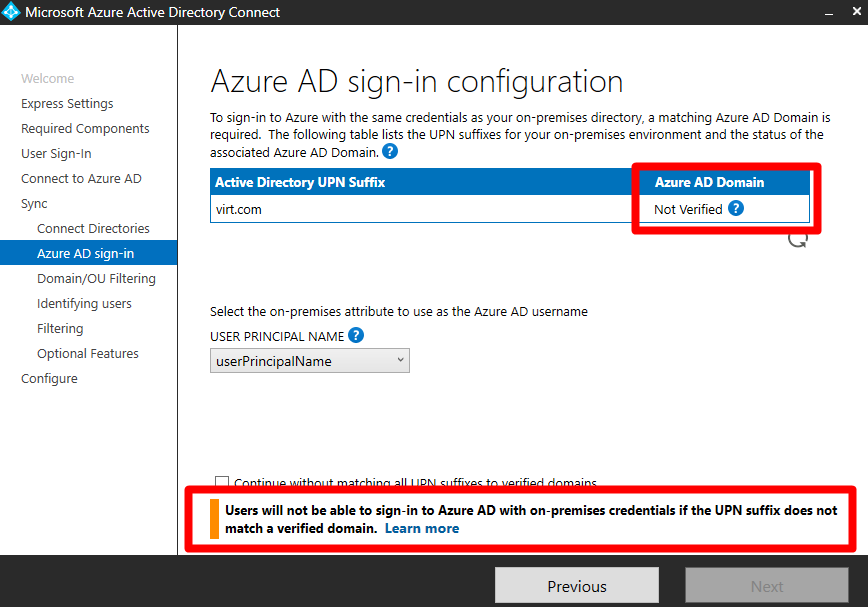 Microsoft Azure Active Directory Connect
Welcome
Express Settings
Required Components
User Sign-In
Connect to Azure AD
Sync
Connect Directories
Azure AD sign-in
Domain/OU Filtering
Identifying users
Filtering
Optional Features
Configure
Azure AD sign-in configuration
To sign-in to Azure with the same credentials as your on-premises directory, a matching Azure AD Domain is
required. The following table lists the UPN suffixes for your on-premises environment and the status of the
associated Azure AD Domain. ?
Active Directory UPN Suffix Azure AD Domain
virt.com Not Verified ?
Select the on-premises attribute to use as the Azure AD username
USER PRINCIPAL NAME ?
userPrincipalName
Continue without matching all UPN suffixes to verified domains
Users will not be able to sign-in to Azure AD with on-premises credentials if the UPN suffix does not
match a verified domain. Learn more
Previous Next